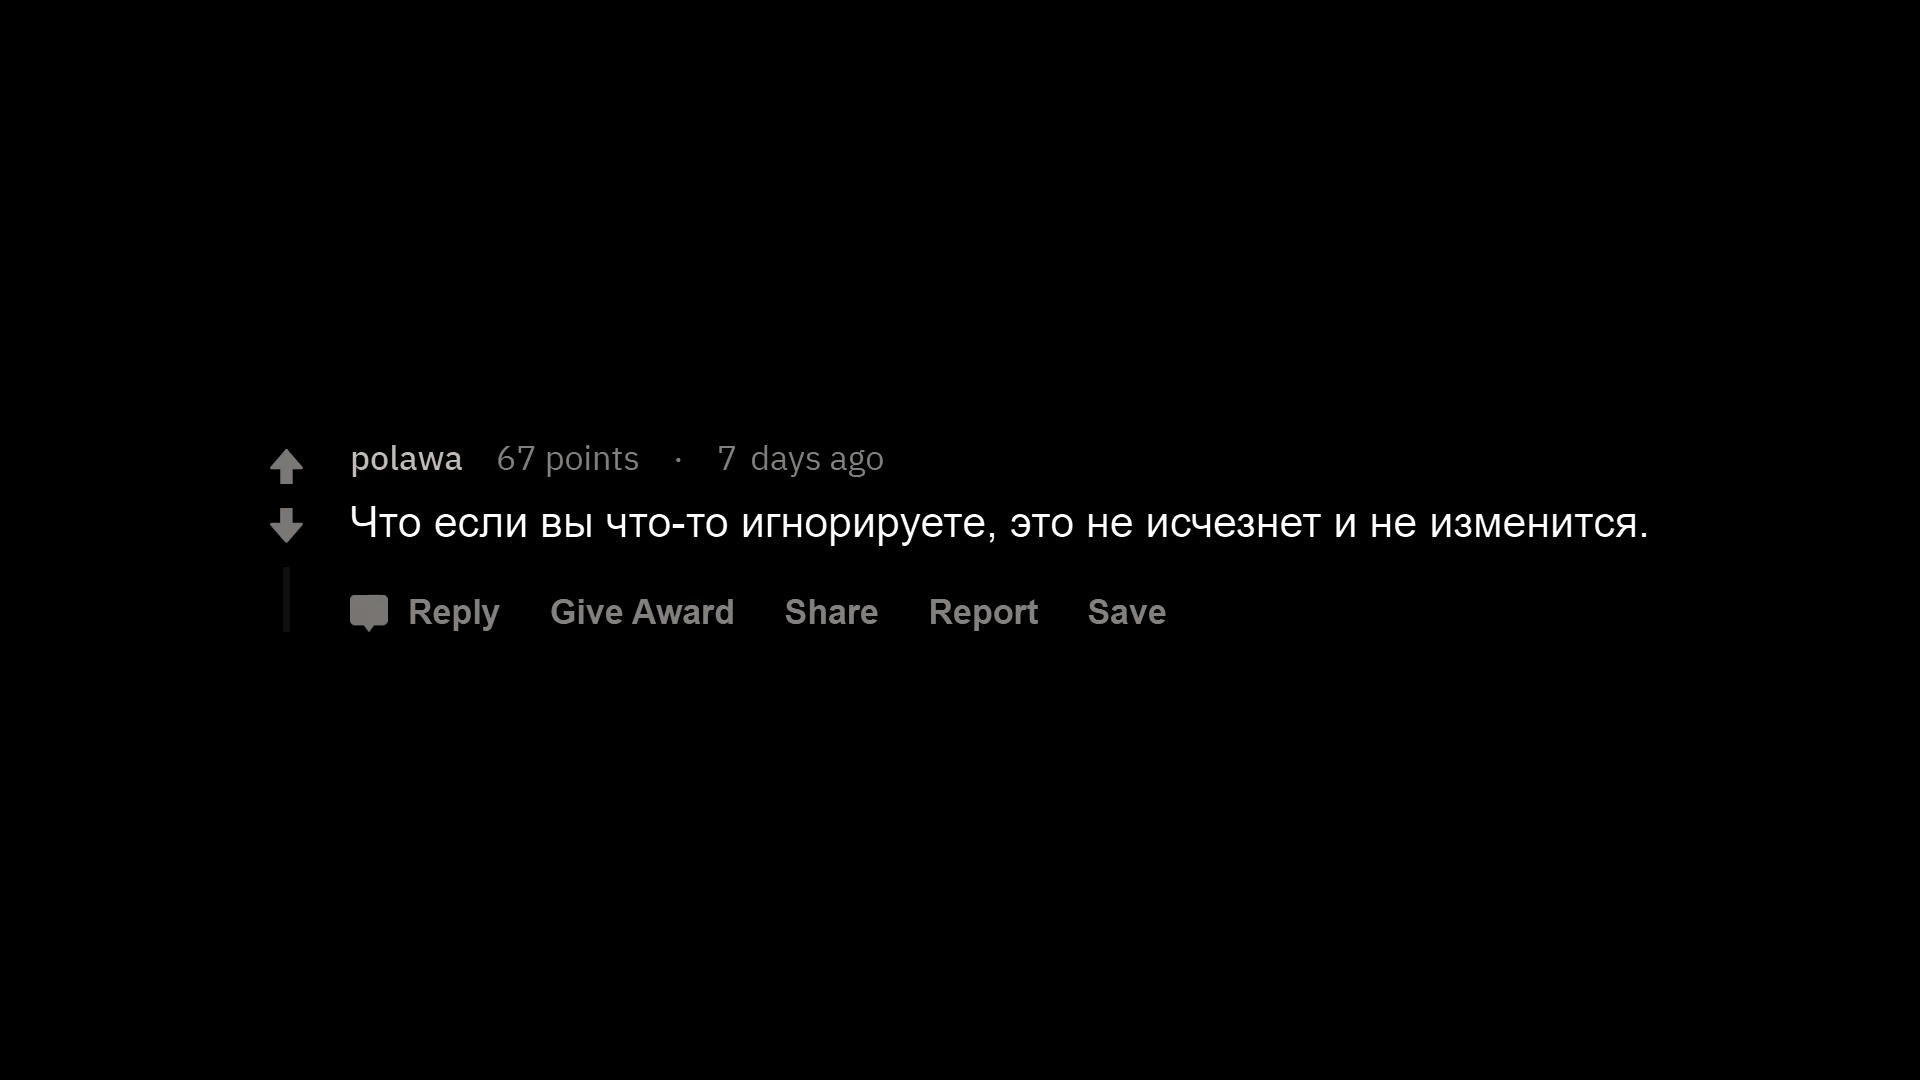 polawa 67 points · 7 days ago
Что если вы что-то игнорируете, это не исчезнет и не изменится.
Reply Give Award Share Report Save